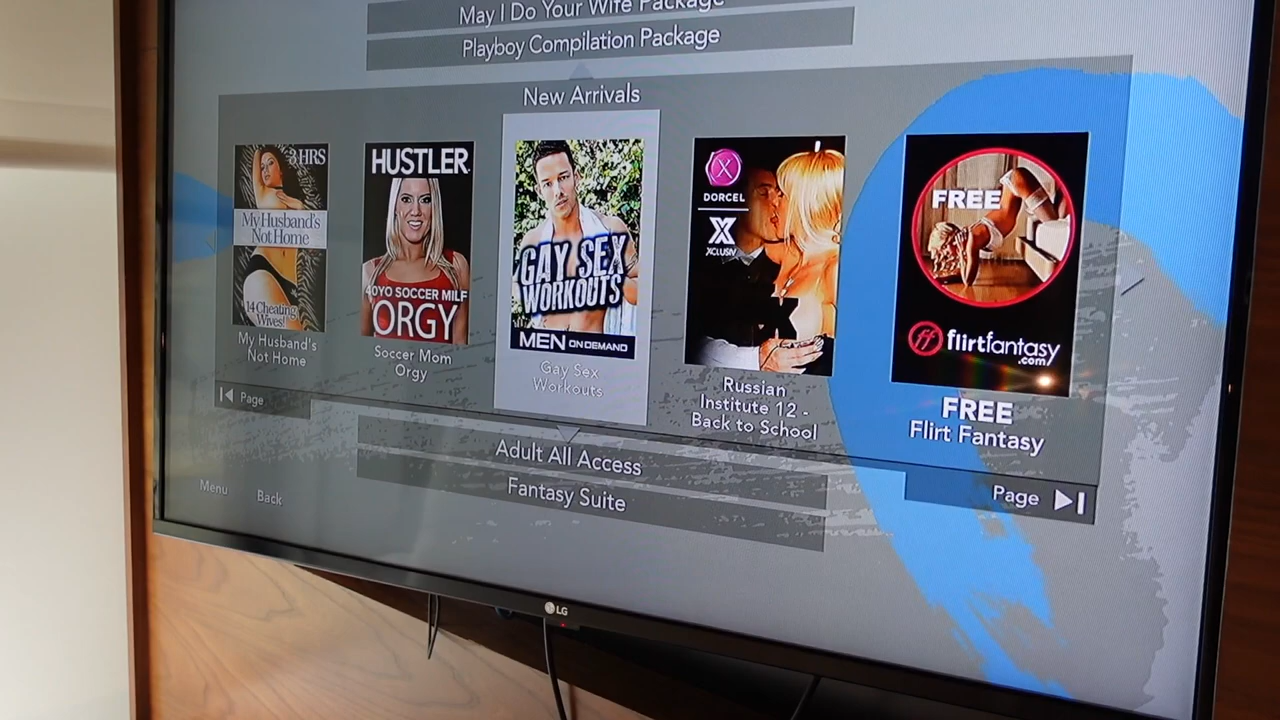 May I Do Your Wife Package
Playboy Compilation Package
New Arrivals
3 HRS
My Husband's
Not Home
14 Cheating
Wives!
My Husband's
Not Home
HUSTLER
40YO SOCCER MILF
ORGY
Soccer Mom
Orgy
GAY SEX
WORKOUTS
MEN ON DEMAND
Gay Sex
Workouts
X
DORCEL
X
XCLUSIV
Russian
Institute 12 -
Back to School
FREE
ff flirtfantasy
.com
FREE
Flirt Fantasy
Page
Page
Adult All Access
Fantasy Suite
Menu
Back
LG